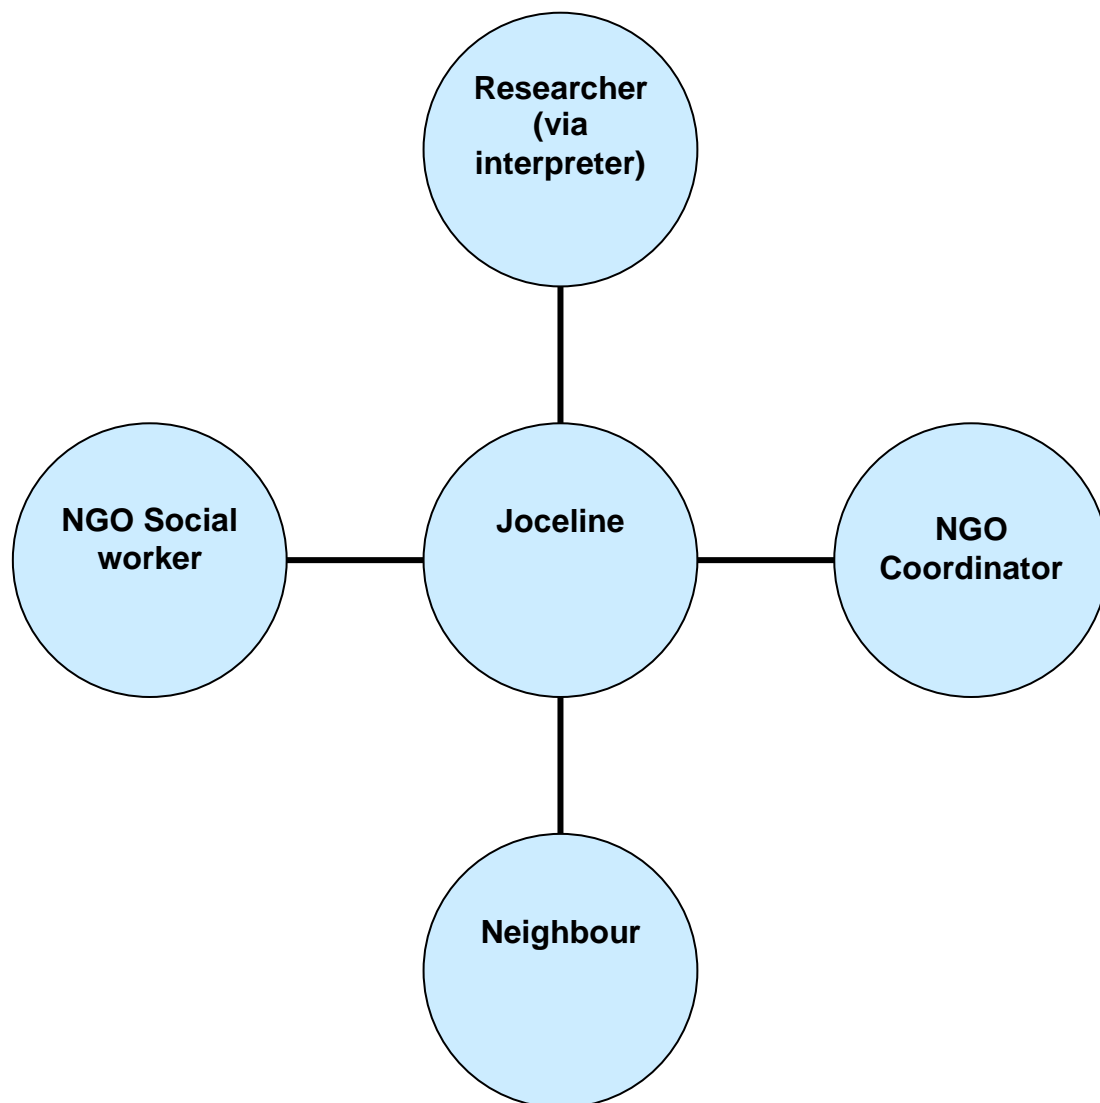 Researcher
(via
interpreter)
NGO Social
worker
Joceline
NGO
Coordinator
Neighbour